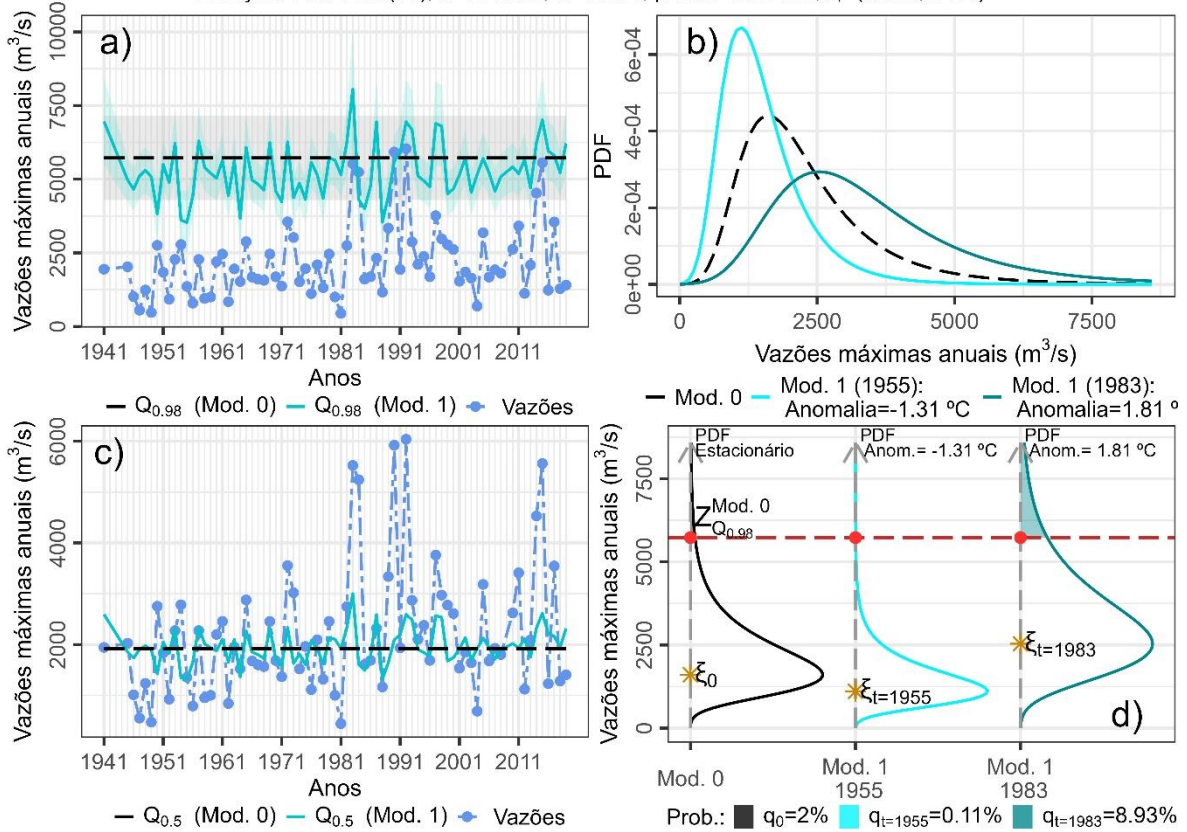 a)
Vazões máximas anuais (m³/s)
10000
7500
5000
2500
0
1941 1951 1961 1971 1981 1991 2001 2011
Anos
Q0.98 (Mod. 0) Q0.98 (Mod. 1) Vazões
b)
PDF
6e-04
4e-04
2e-04
0e+00
0 2500 5000 7500
Vazões máximas anuais (m³/s)
Mod. 0 Mod. 1 (1955): Mod. 1 (1983):
Anomalia=-1.31 ºC Anomalia=1.81 º
c)
Vazões máximas anuais (m³/s)
6000
4000
2000
1941 1951 1961 1971 1981 1991 2001 2011
Anos
Q0.5 (Mod. 0) Q0.5 (Mod. 1) Vazões
d)
Vazões máximas anuais (m³/s)
7500
5000
2500
0
PDF PDF PDF
Estacionário Anom.= -1.31 ºC Anom.= 1.81 ºC
Z Mod. 0 Q0.98
ξ0
ξt=1955
ξt=1983
Mod. 0 Mod. 1 Mod. 1
1955 1983
Prob.: q0=2% qt=1955=0.11% qt=1983=8.93%